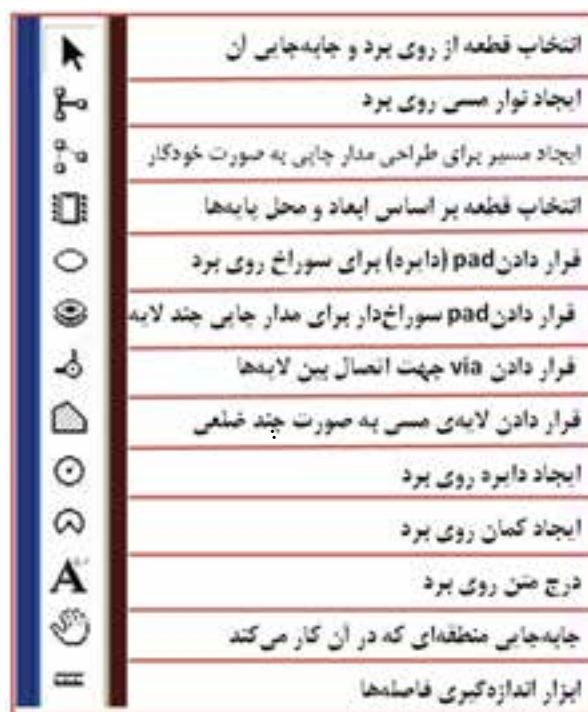 انتخاب قطعه از روی برد و جابه‌جایی آن
ایجاد نوار مسی روی برد
ایجاد مسیر برای طراحی مدار چاپی به صورت خودکار
انتخاب قطعه بر اساس ابعاد و محل پایه‌ها
قرار دادن pad (دایره) برای سوراخ روی برد
قرار دادن pad سوراخ‌دار برای مدار چاپی چند لایه
قرار دادن via جهت اتصال بین لایه‌ها
قرار دادن لایه‌ی مسی به صورت چند ضلعی
ایجاد دایره روی برد
ایجاد کمان روی برد
درج متن روی برد
جابه‌جایی منطقه‌ای که در آن کار می‌کند
ابزار اندازه‌گیری فاصله‌ها